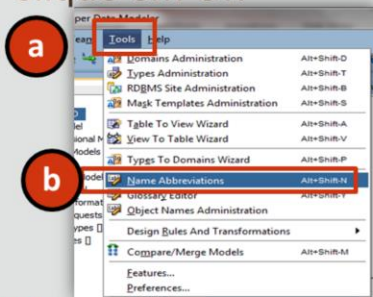 per Data Modeler
a
Tools Help
Domains Administration Alt+Shift-D
Types Administration Alt+Shift-T
RDBMS Site Administration Alt+Shift-B
Mask Templates Administration Alt+Shift-S
Table To View Wizard Alt+Shift-A
View To Table Wizard Alt+Shift-V
Types To Domains Wizard Alt+Shift-P
b
Name Abbreviations Alt+Shift-N
Glossary Editor Alt+Shift-Y
Object Names Administration
Design Rules And Transformations
Compare/Merge Models Alt+Shift-M
Features...
Preferences...